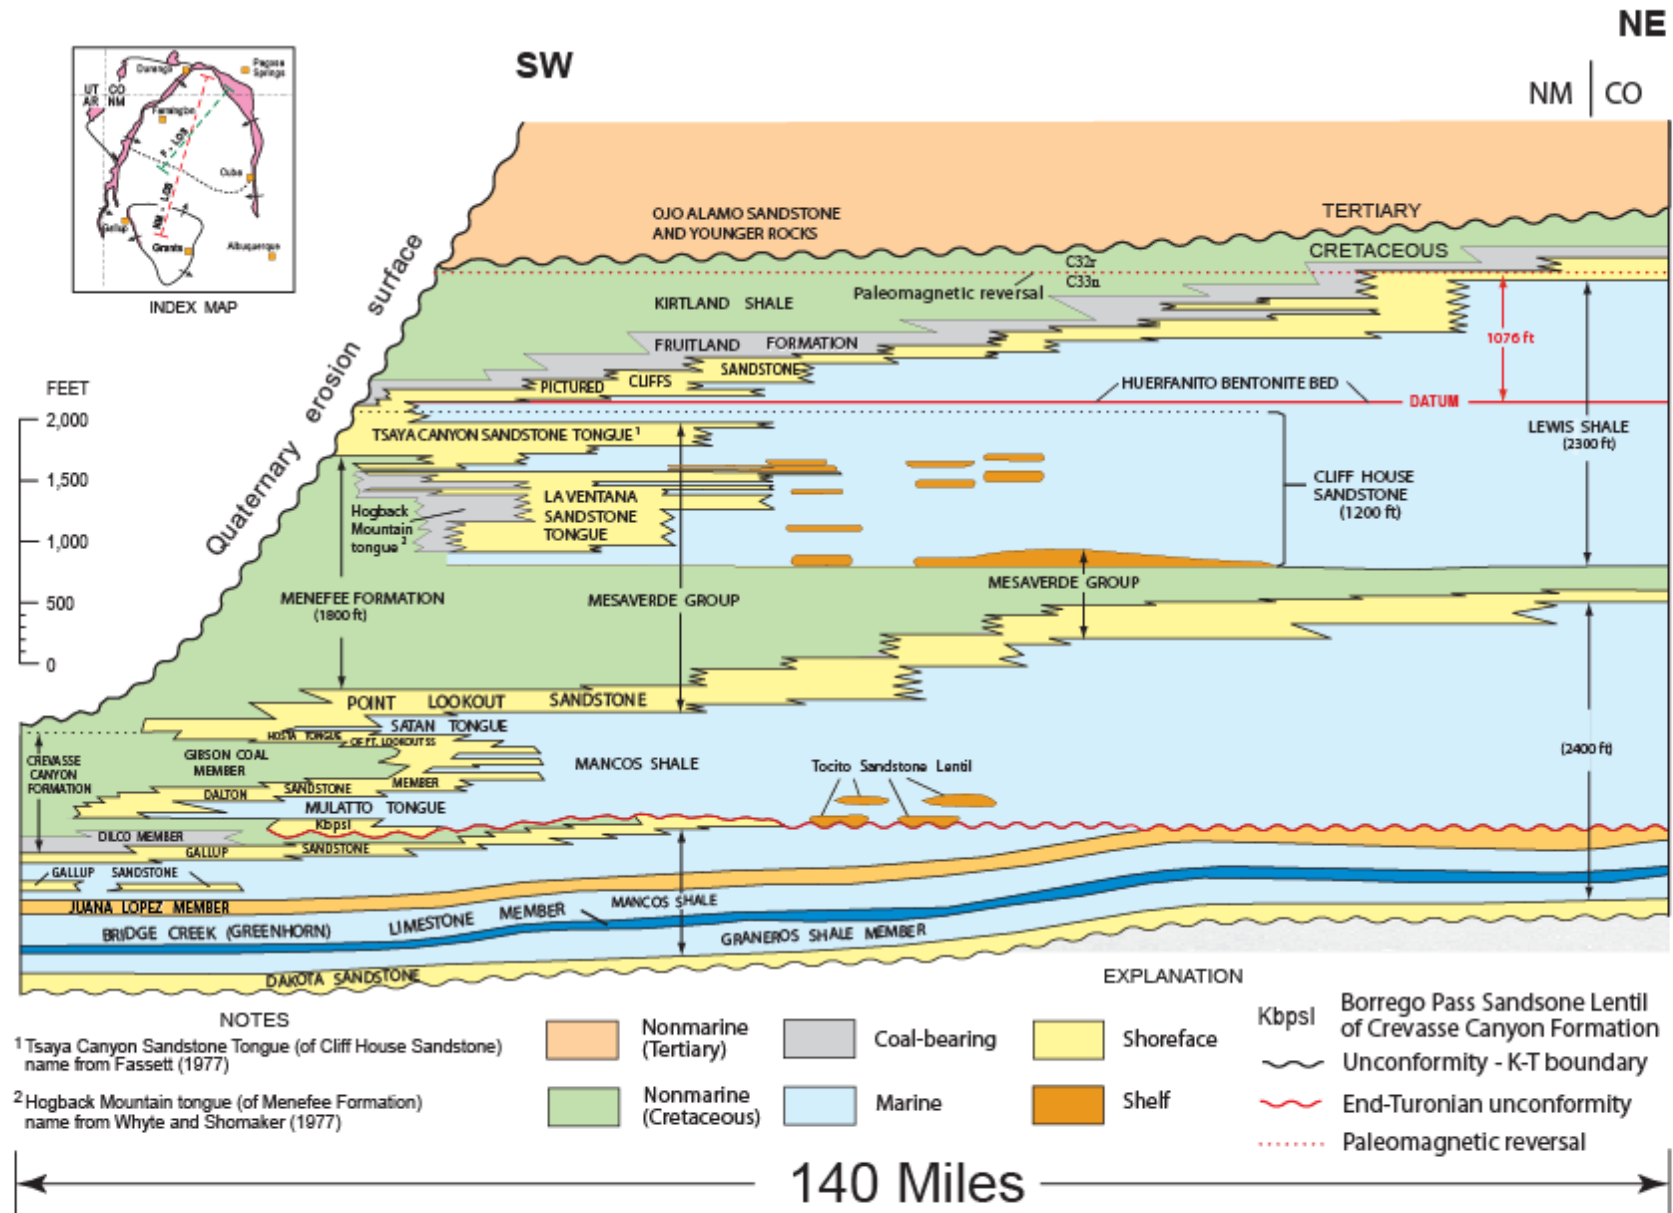 NE
SW
NM
CO
Durango
Pagosa
Springs
UT
CO
AR
NM
Farmington
Cuba
Gallup
Grants
Albuquerque
INDEX MAP
TERTIARY
OJO ALAMO SANDSTONE
AND YOUNGER ROCKS
CRETACEOUS
C32r
C33n
Paleomagnetic reversal
KIRTLAND SHALE
FRUITLAND FORMATION
1076 ft
SANDSTONE
CLIFFS
PICTURED
HUERFANITO BENTONITE BED
DATUM
Quaternary erosion surface
FEET
2,000
1,500
1,000
500
0
TSAYA CANYON SANDSTONE TONGUE 1
LEWIS SHALE
(2300 ft)
CLIFF HOUSE
SANDSTONE
(1200 ft)
LA VENTANA
SANDSTONE
TONGUE
Hogback
Mountain
tongue 2
MENEFEE FORMATION
(1800 ft)
MESAVERDE GROUP
MESAVERDE GROUP
POINT LOOKOUT SANDSTONE
SATAN TONGUE
HOSTA TONGUE
OF PT. LOOKOUT SS
GIBSON COAL
MEMBER
CREVASSE
CANYON
FORMATION
MANCOS SHALE
(2400 ft)
Tocito Sandstone Lentil
DALTON SANDSTONE MEMBER
MULATTO TONGUE
Kbpsl
DILCO MEMBER
GALLUP SANDSTONE
GALLUP SANDSTONE
JUANA LOPEZ MEMBER
MANCOS SHALE
BRIDGE CREEK (GREENHORN) LIMESTONE MEMBER
GRANEROS SHALE MEMBER
DAKOTA SANDSTONE
NOTES
1 Tsaya Canyon Sandstone Tongue (of Cliff House Sandstone)
name from Fassett (1977)
2 Hogback Mountain tongue (of Menefee Formation)
name from Whyte and Shomaker (1977)
EXPLANATION
Nonmarine
(Tertiary)
Coal-bearing
Shoreface
Nonmarine
(Cretaceous)
Marine
Shelf
Kbpsl
Borrego Pass Sandsone Lentil
of Crevasse Canyon Formation
Unconformity - K-T boundary
End-Turonian unconformity
Paleomagnetic reversal
140 Miles